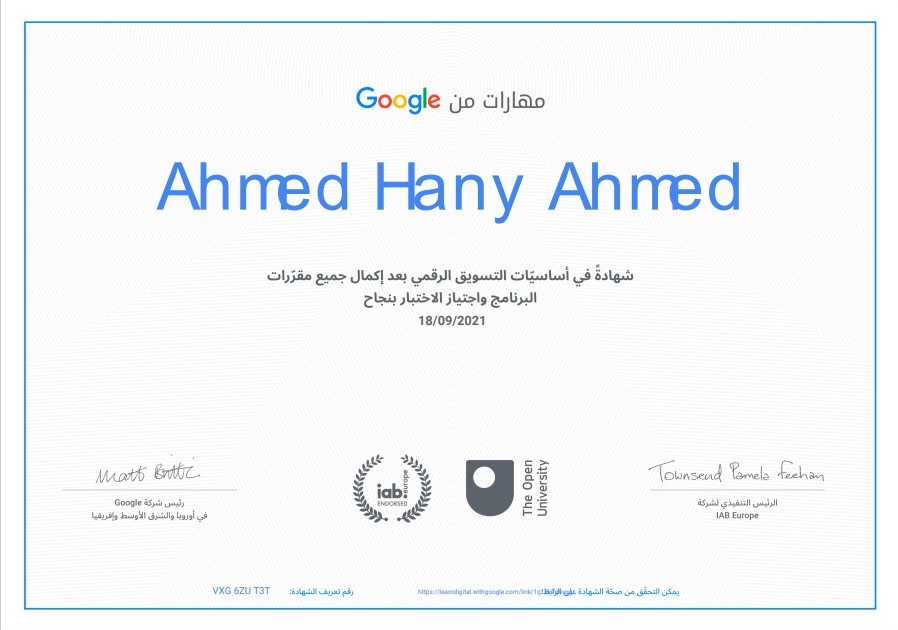 مهارات من Google
Ahmed Hany Ahmed
شهادةً في أساسيّات التسويق الرقمي بعد إكمال جميع مقرّرات
البرنامج واجتياز الاختبار بنجاح
18/09/2021
Townsend Pamela Feehan
الرئيس التنفيذي لشركة
IAB Europe
The Open
University
iab.
europe
ENDORSED
Matt
رئيس شركة Google
في أوروبا والشرق الأوسط وإفريقيا
يمكن التحقّق من صحّة الشهادة على الرابط:
https://learndigital.withgoogle.com/link/
رقم تعريف الشهادة: VXG 6ZU T3T